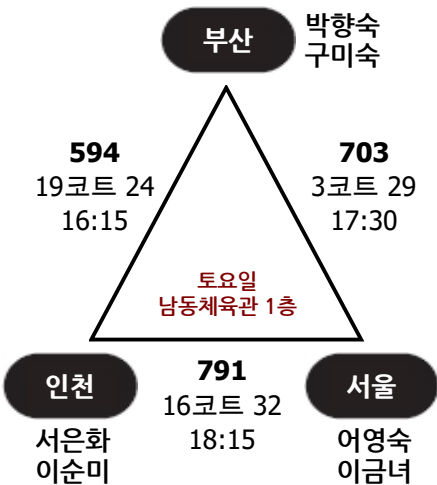 부산
박향숙
구미숙
594
19코트 24
16:15
703
3코트 29
17:30
토요일
남동체육관 1층
인천
791
16코트 32
18:15
서울
서은화
이순미
어영숙
이금녀